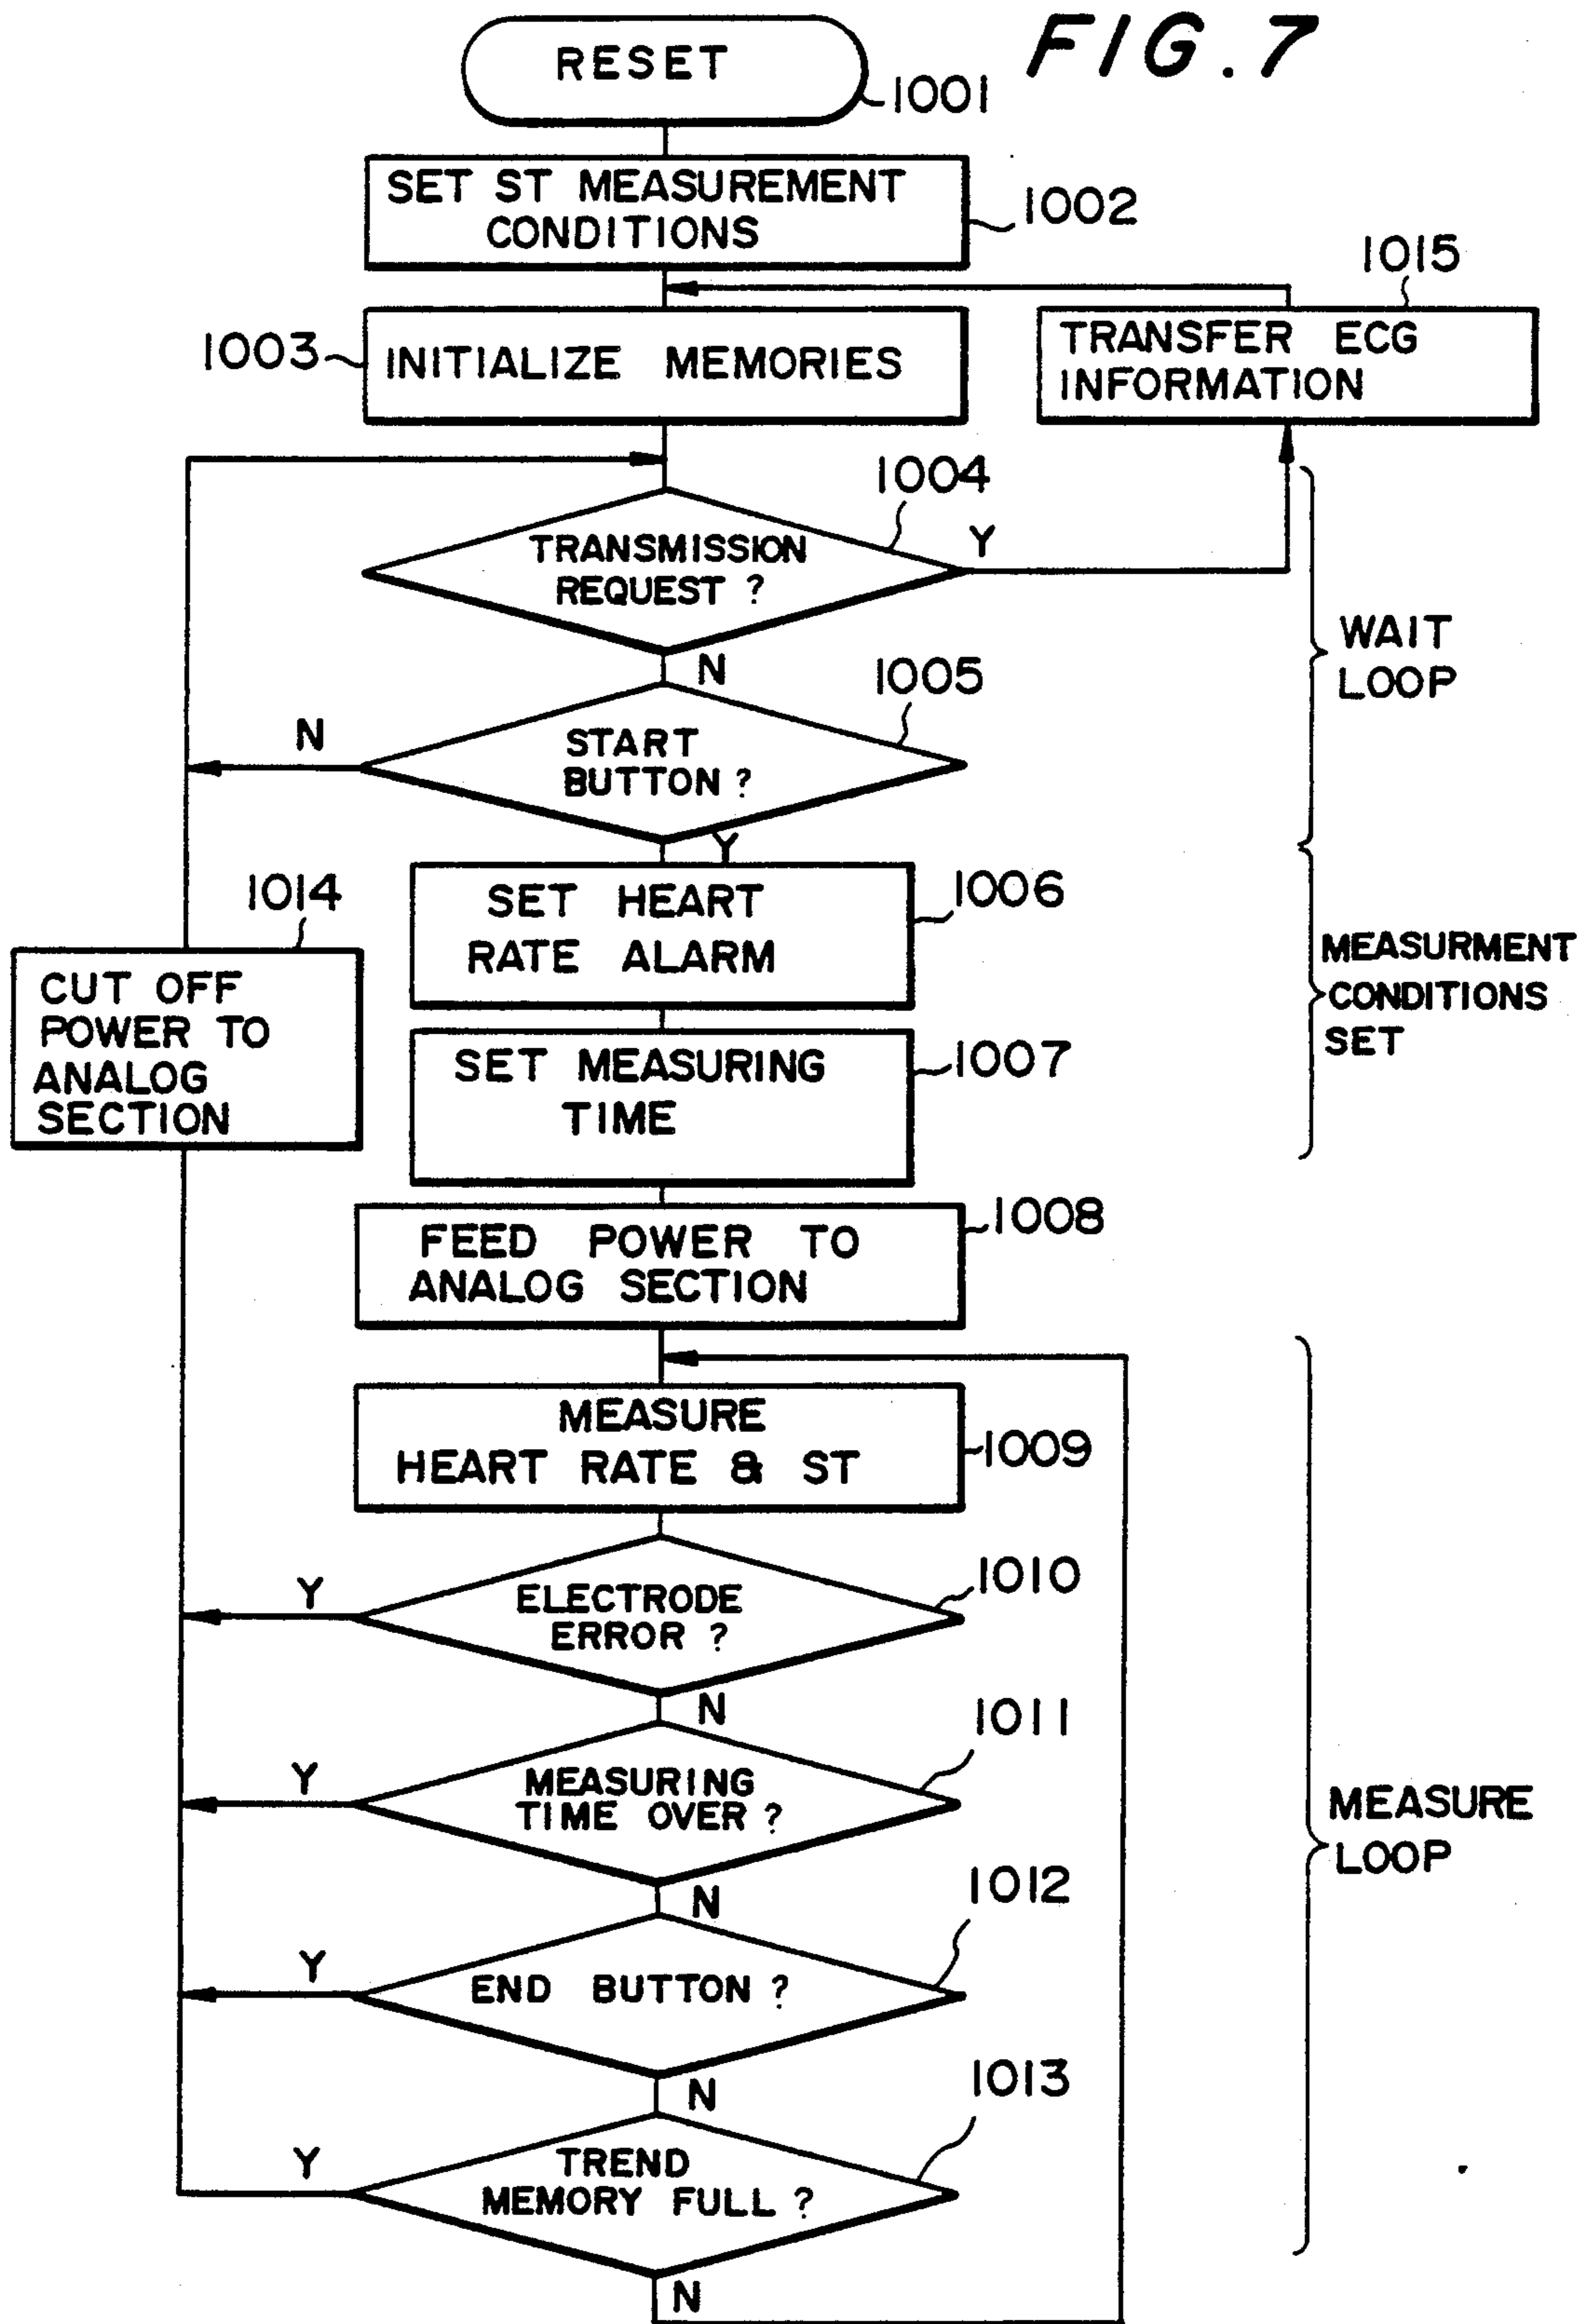 FIG. 7
RESET
1001
SET ST MEASUREMENT
CONDITIONS
1002
1015
1003
INITIALIZE MEMORIES
TRANSFER ECG
INFORMATION
1004
TRANSMISSION
REQUEST ?
Y
N
WAIT
LOOP
1005
START
BUTTON ?
N
Y
1006
SET HEART
RATE ALARM
1014
CUT OFF
POWER TO
ANALOG
SECTION
MEASURMENT
CONDITIONS
SET
1007
SET MEASURING
TIME
1008
FEED POWER TO
ANALOG SECTION
MEASURE
HEART RATE & ST
1009
1010
ELECTRODE
ERROR ?
Y
N
1011
MEASURING
TIME OVER ?
Y
N
MEASURE
LOOP
1012
END BUTTON ?
Y
N
1013
TREND
MEMORY FULL ?
Y
N